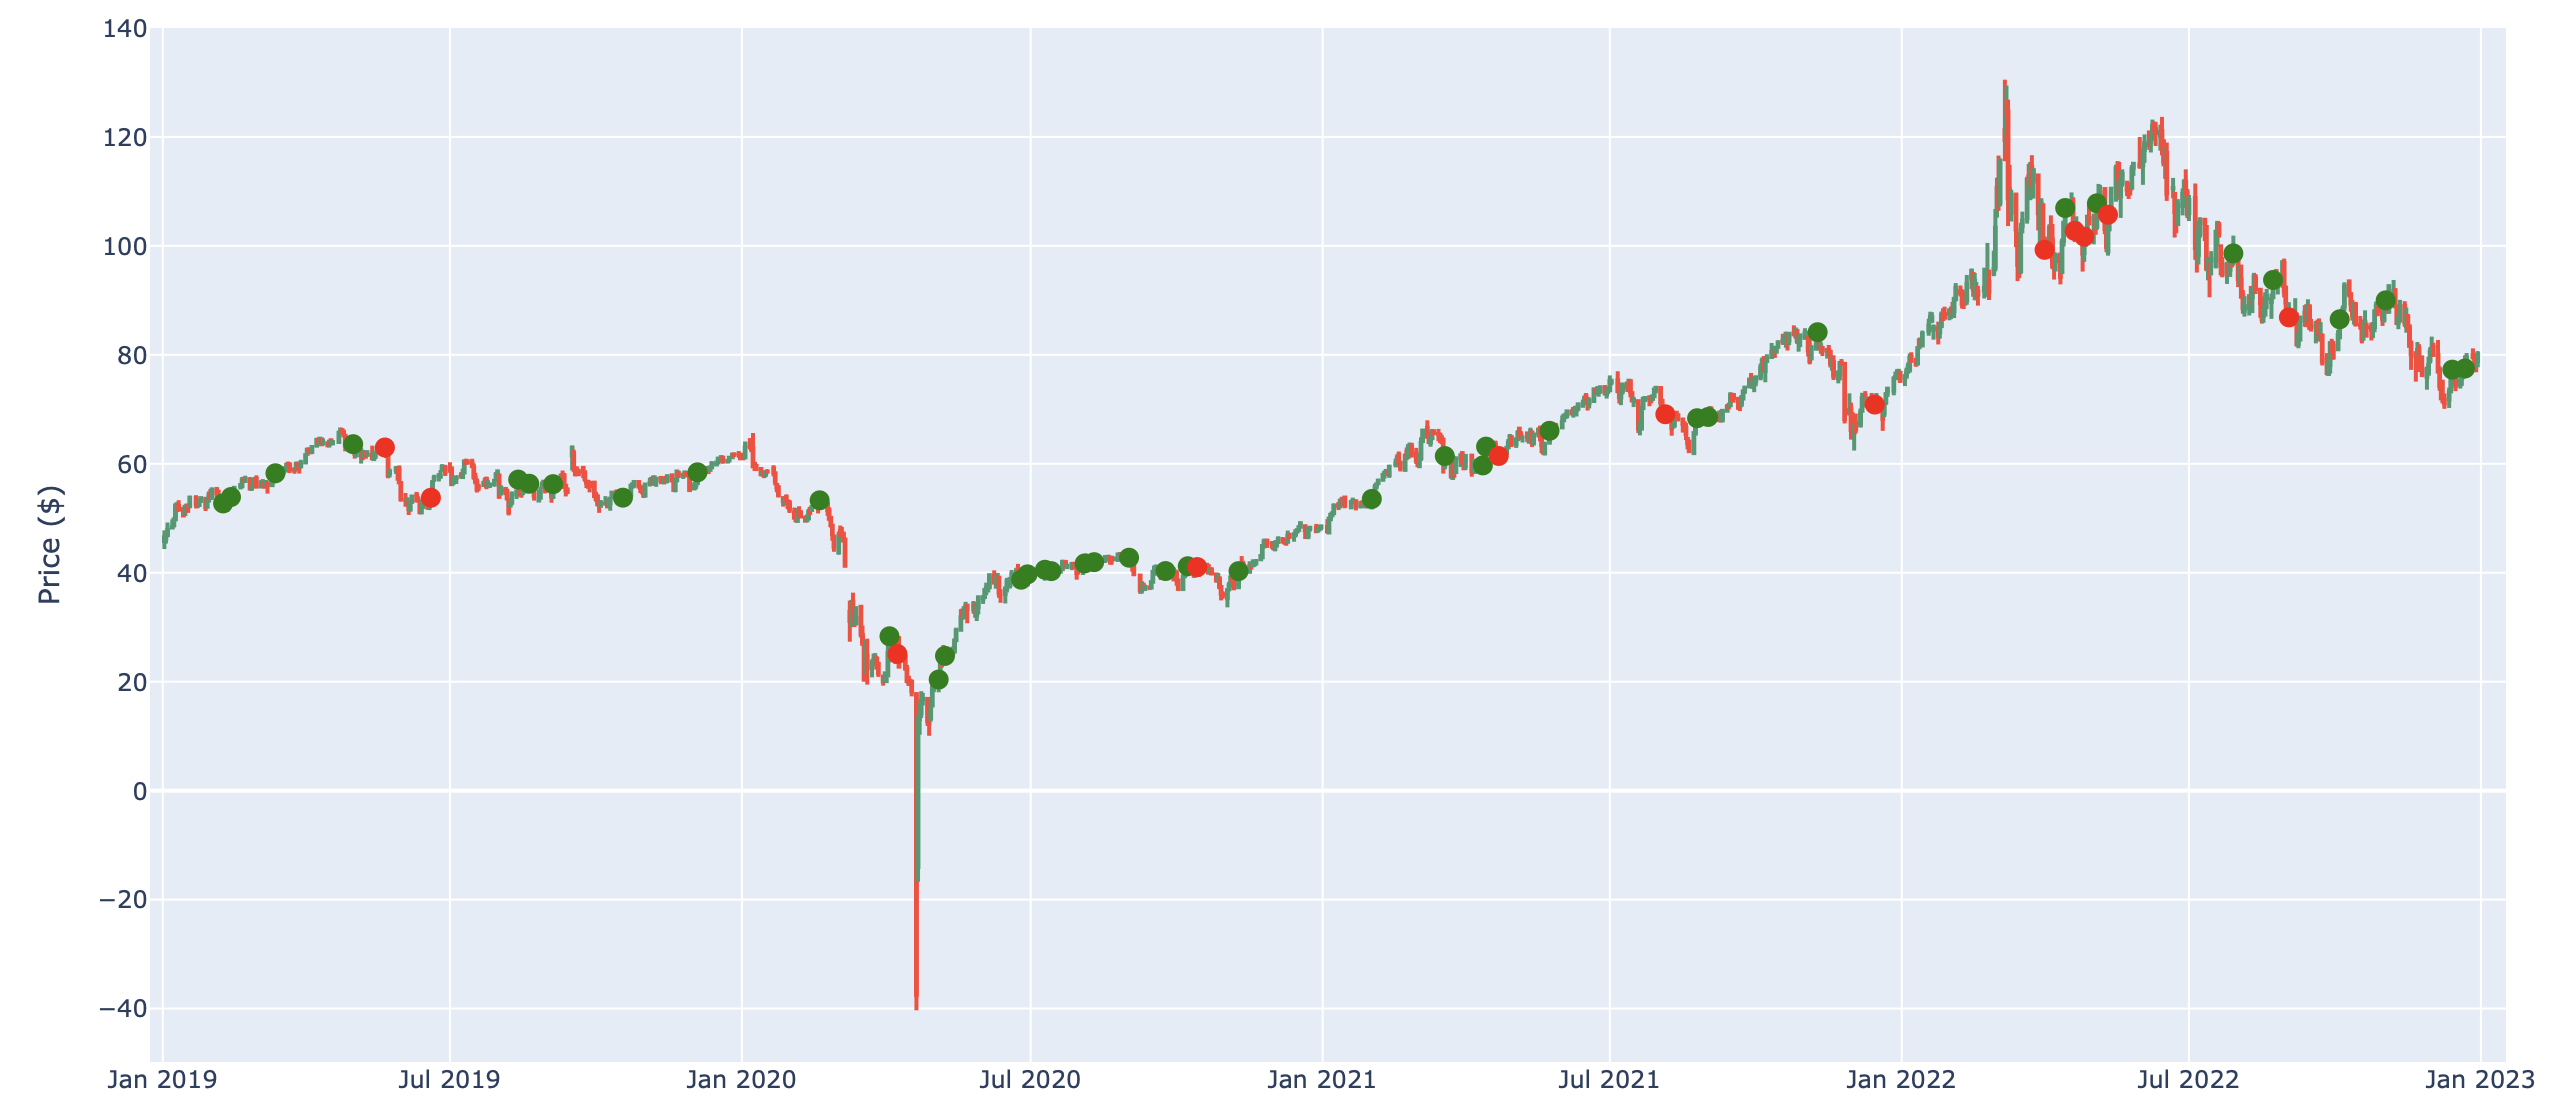 140
120
100
80
60
40
20
0
−20
−40
Price ($)
Jan 2019
Jul 2019
Jan 2020
Jul 2020
Jan 2021
Jul 2021
Jan 2022
Jul 2022
Jan 2023